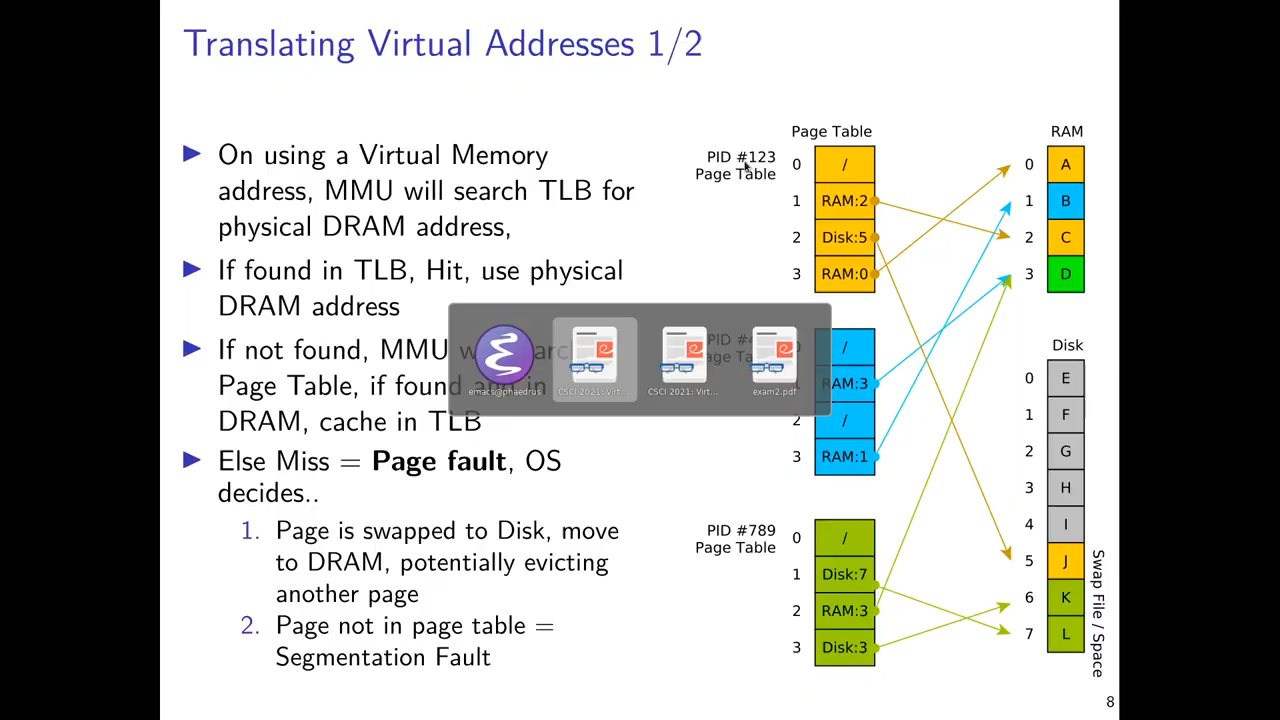 Translating Virtual Addresses 1/2
▶ On using a Virtual Memory
address, MMU will search TLB for
physical DRAM address,
▶ If found in TLB, Hit, use physical
DRAM address
▶ If not found, MMU w arc
Page Table, if found and in
DRAM, cache in TLB
▶ Else Miss = Page fault, OS
decides..
1. Page is swapped to Disk, move
to DRAM, potentially evicting
another page
2. Page not in page table =
Segmentation Fault
emacs@phaedrus
CSCI 2021: Virt...
CSCI 2021: Virt...
exam2.pdf
Page Table
PID #123
Page Table
0 /
1 RAM:2
2 Disk:5
3 RAM:0
PID #4
ge Tab
0 /
RAM:3
2 /
3 RAM:1
PID #789
Page Table
0 /
1 Disk:7
2 RAM:3
3 Disk:3
RAM
0 A
1 B
2 C
3 D
Disk
0 E
1 F
2 G
3 H
4 I
5 J
6 K
7 L
Swap File / Space
8